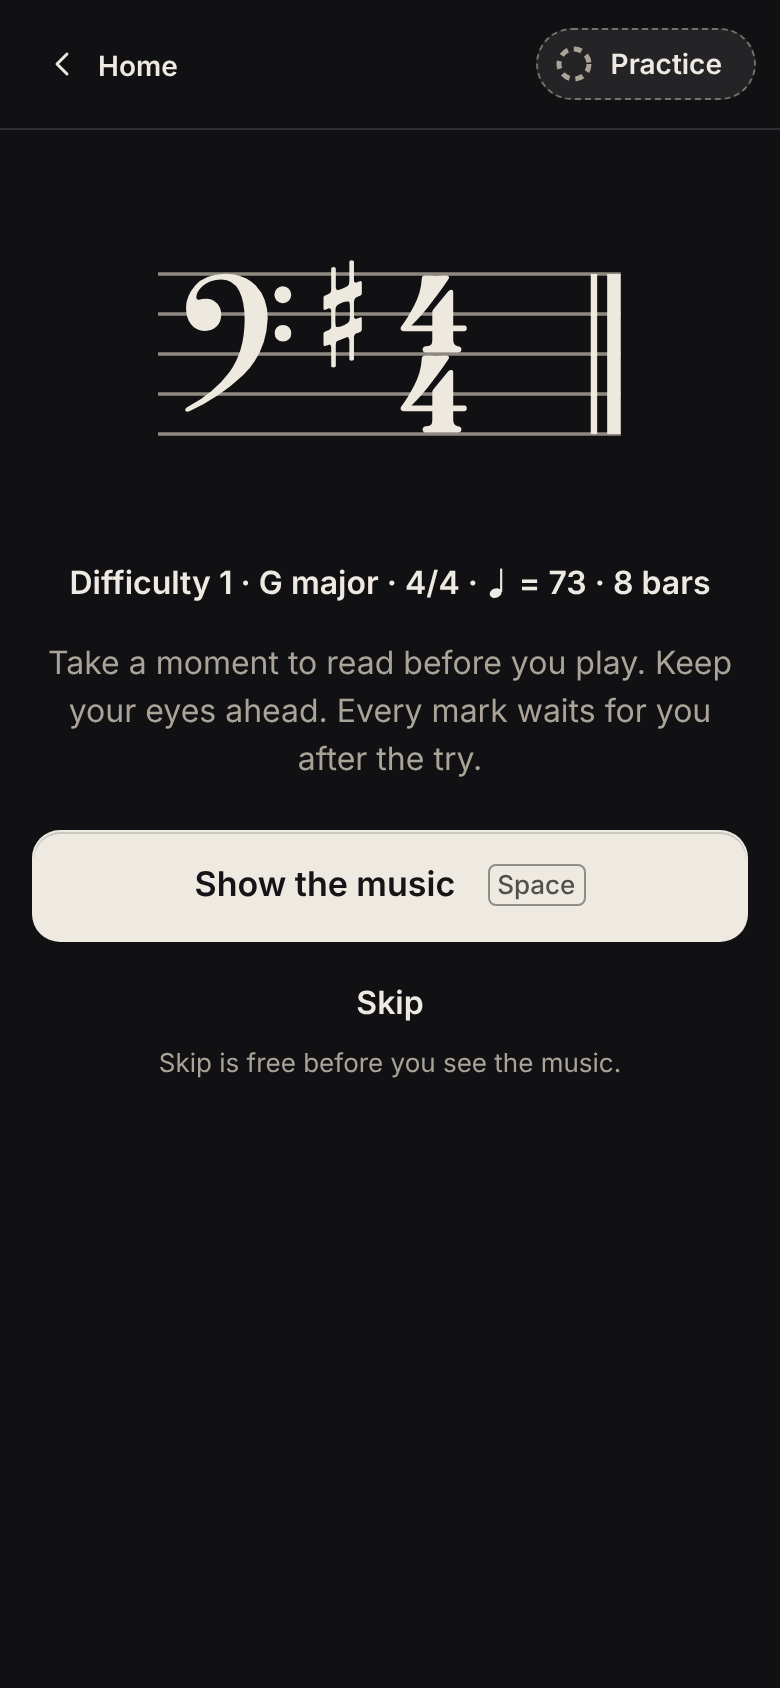 Home
Practice
4
4
Difficulty 1 · G major · 4/4 · ♩ = 73 · 8 bars
Take a moment to read before you play. Keep
your eyes ahead. Every mark waits for you
after the try.
Show the music Space
Skip
Skip is free before you see the music.